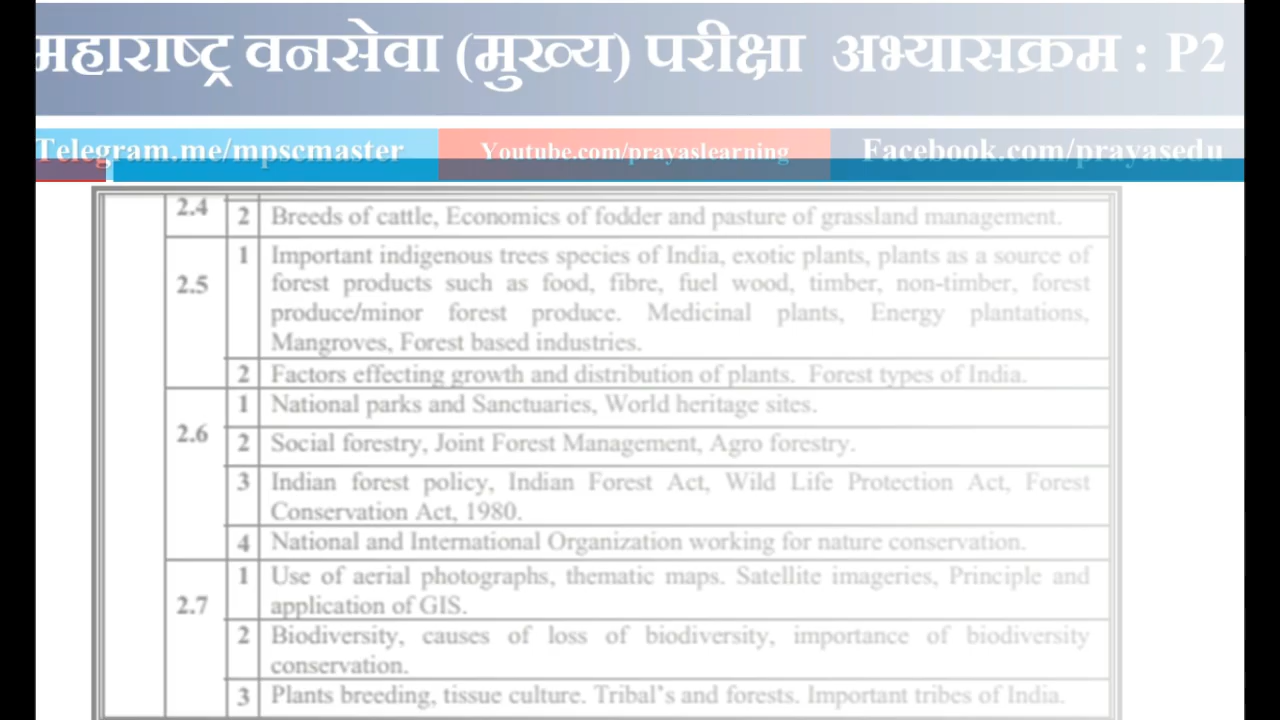 महाराष्ट्र वनसेवा (मुख्य) परीक्षा अभ्यासक्रम : P2
Telegram.me/mpscmaster Youtube.com/prayaslearning Facebook.com/prayasedu
2.4 2 Breeds of cattle, Economics of fodder and pasture of grassland management.
1 Important indigenous trees species of India, exotic plants, plants as a source of
2.5 forest products such as food, fibre, fuel wood, timber, non-timber, forest
produce/minor forest produce. Medicinal plants, Energy plantations,
Mangroves, Forest based industries.
2 Factors effecting growth and distribution of plants. Forest types of India.
1 National parks and Sanctuaries, World heritage sites.
2.6 2 Social forestry, Joint Forest Management, Agro forestry.
3 Indian forest policy, Indian Forest Act, Wild Life Protection Act, Forest
Conservation Act, 1980.
4 National and International Organization working for nature conservation.
1 Use of aerial photographs, thematic maps. Satellite imageries, Principle and
2.7 application of GIS.
2 Biodiversity, causes of loss of biodiversity, importance of biodiversity
conservation.
3 Plants breeding, tissue culture. Tribal's and forests. Important tribes of India.